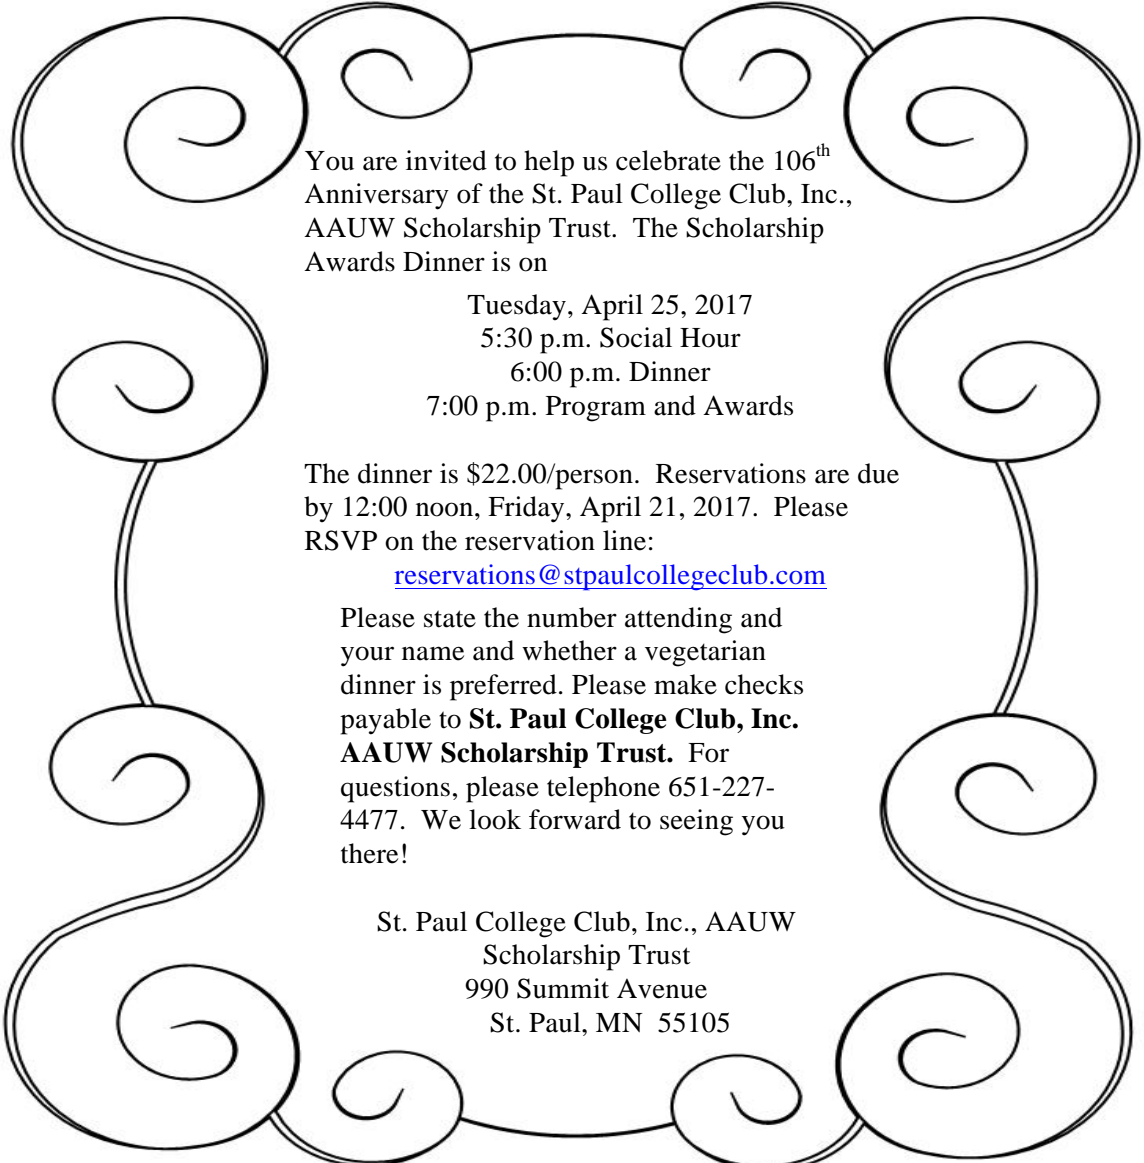 You are invited to help us celebrate the 106th
Anniversary of the St. Paul College Club, Inc.,
AAUW Scholarship Trust.  The Scholarship
Awards Dinner is on
Tuesday, April 25, 2017
5:30 p.m. Social Hour
6:00 p.m. Dinner
7:00 p.m. Program and Awards
The dinner is $22.00/person.  Reservations are due
by 12:00 noon, Friday, April 21, 2017.  Please
RSVP on the reservation line:
reservations@stpaulcollegeclub.com
Please state the number attending and
your name and whether a vegetarian
dinner is preferred. Please make checks
payable to St. Paul College Club, Inc.
AAUW Scholarship Trust.  For
questions, please telephone 651-227-
4477.  We look forward to seeing you
there!
St. Paul College Club, Inc., AAUW
Scholarship Trust
990 Summit Avenue
St. Paul, MN  55105